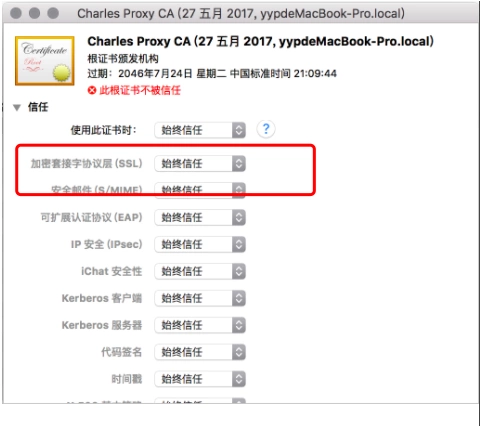 Charles Proxy CA (27 五月 2017, yypdeMacBook-Pro.local)
Certificate
Root
Charles Proxy CA (27 五月 2017, yypdeMacBook-Pro.local)
根证书颁发机构
过期：2046年7月24日 星期二 中国标准时间 21:09:44
此根证书不被信任
信任
使用此证书时： 始终信任 ?
加密套接字协议层 (SSL) 始终信任
安全邮件 (S/MIME) 始终信任
可扩展认证协议 (EAP) 始终信任
IP 安全 (IPsec) 始终信任
iChat 安全性 始终信任
Kerberos 客户端 始终信任
Kerberos 服务器 始终信任
代码签名 始终信任
时间戳 始终信任